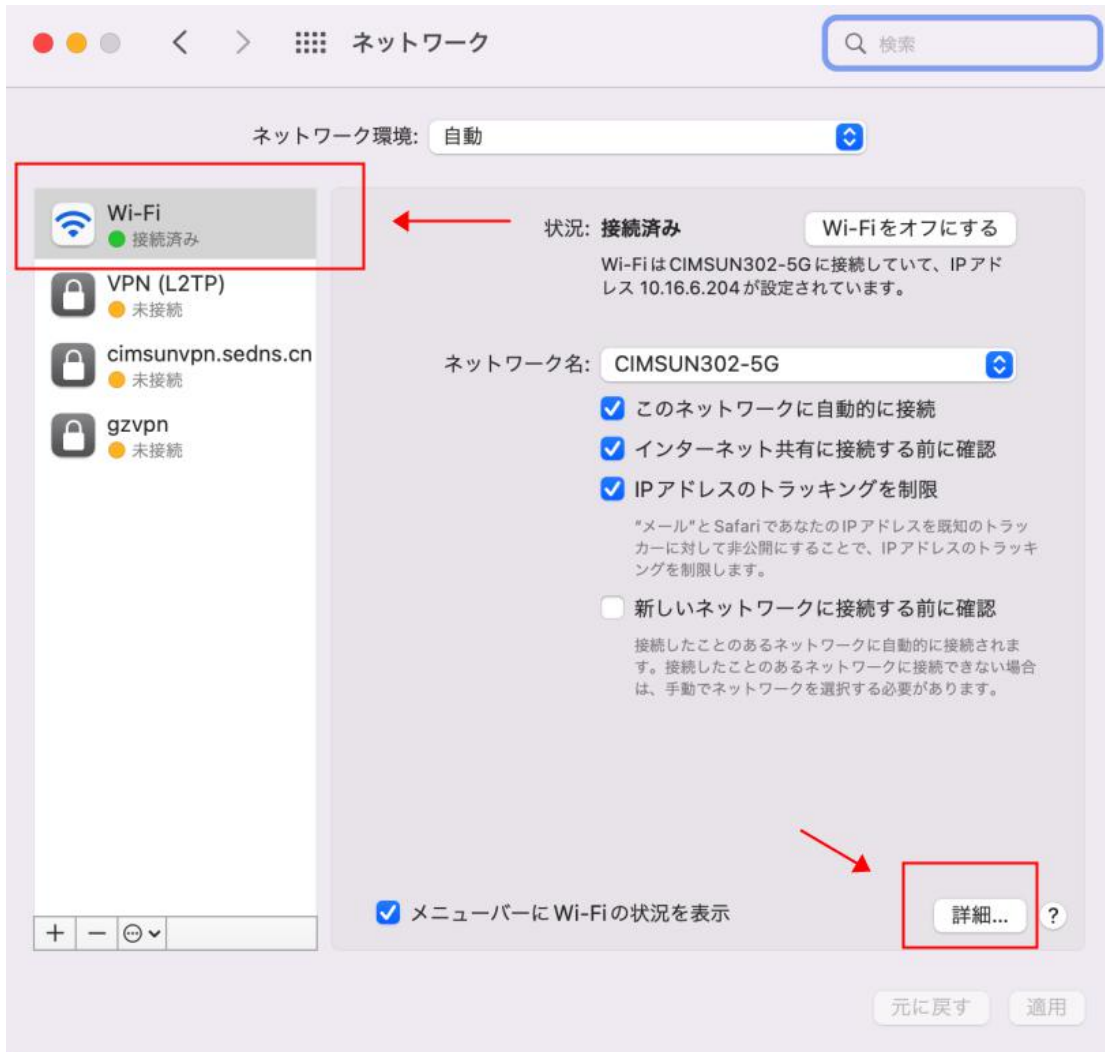 ネットワーク
検索
ネットワーク環境: 自動
Wi-Fi
接続済み
VPN (L2TP)
未接続
cimsunvpn.sedns.cn
未接続
gzvpn
未接続
状況: 接続済み
Wi-Fiをオフにする
Wi-FiはCIMSUN302-5Gに接続していて、IPアド
レス 10.16.6.204が設定されています。
ネットワーク名: CIMSUN302-5G
このネットワークに自動的に接続
インターネット共有に接続する前に確認
IPアドレスのトラッキングを制限
"メール"とSafariであなたのIPアドレスを既知のトラッ
カーに対して非公開にすることで、IPアドレスのトラッキ
ングを制限します。
新しいネットワークに接続する前に確認
接続したことのあるネットワークに自動的に接続されま
す。接続したことのあるネットワークに接続できない場合
は、手動でネットワークを選択する必要があります。
メニューバーにWi-Fiの状況を表示
詳細...
?
元に戻す
適用